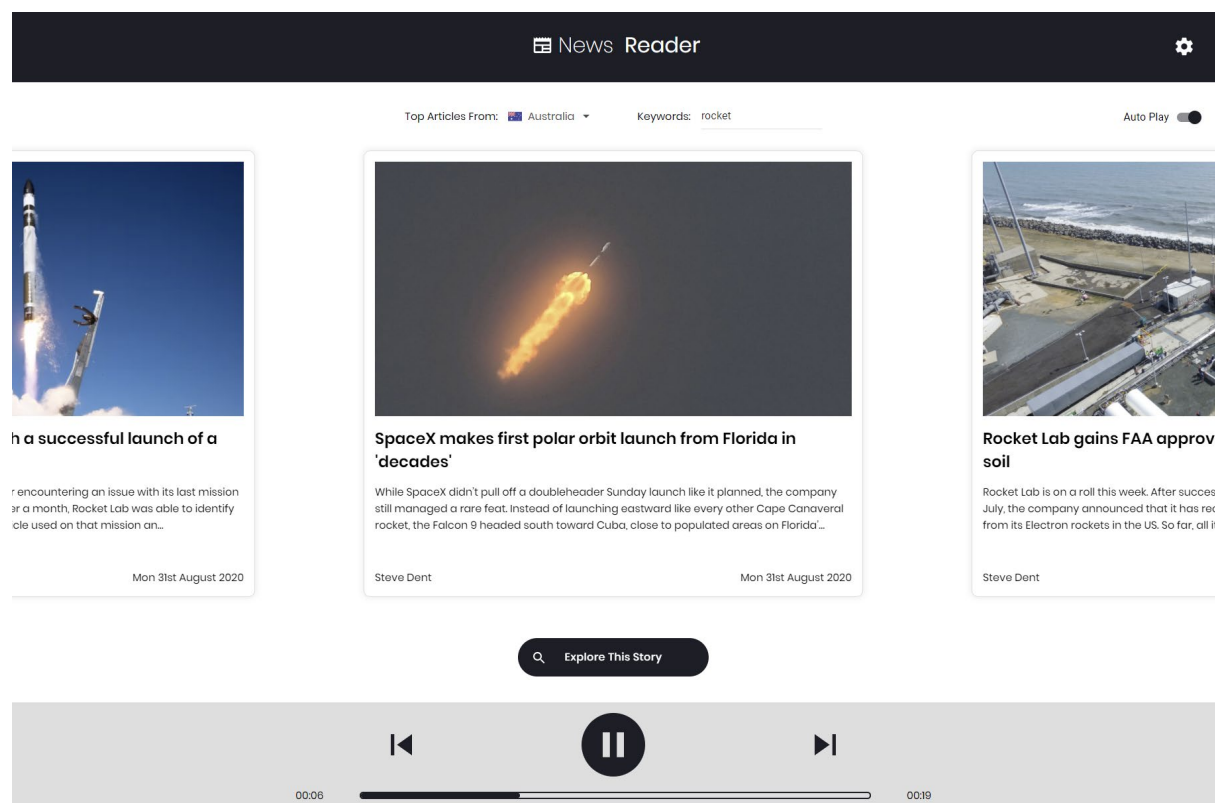 News Reader
Top Articles From: Australia Keywords: rocket Auto Play
h a successful launch of a
r encountering an issue with its last mission
er a month, Rocket Lab was able to identify
cle used on that mission an...
Mon 31st August 2020
SpaceX makes first polar orbit launch from Florida in
'decades'
While SpaceX didn't pull off a doubleheader Sunday launch like it planned, the company
still managed a rare feat. Instead of launching eastward like every other Cape Canaveral
rocket, the Falcon 9 headed south toward Cuba, close to populated areas on Florida'...
Steve Dent Mon 31st August 2020
Rocket Lab gains FAA approv
soil
Rocket Lab is on a roll this week. After succes
July, the company announced that it has rec
from its Electron rockets in the US. So far, all i
Steve Dent
Explore This Story
00:06 00:19